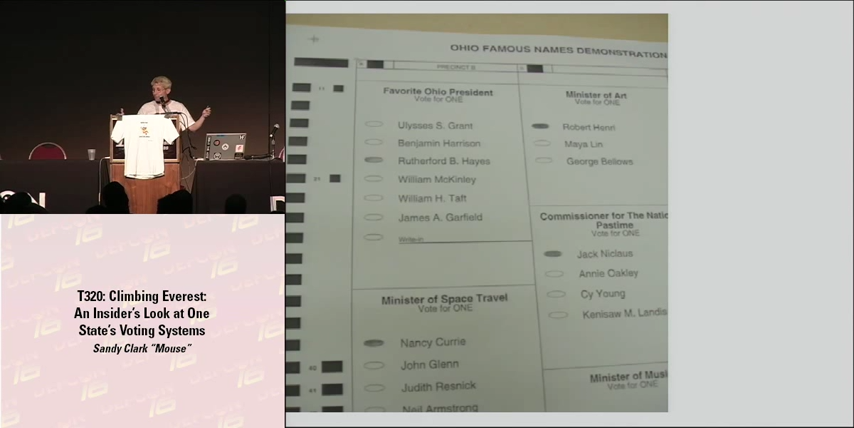 OHIO FAMOUS NAMES DEMONSTRATION
PRECINCT
Favorite Ohio President
Vote for ONE
Ulysses S. Grant
Benjamin Harrison
Rutherford B. Hayes
William McKinley
William H. Taft
James A. Garfield
Write-in
Minister of Space Travel
Vote for ONE
Nancy Currie
John Glenn
Judith Resnick
Neil Armstrong
Minister of Art
Vote for ONE
Robert Henri
Maya Lin
George Bellows
Commissioner for The Natio
Pastime
Vote for ONE
Jack Niclaus
Annie Oakley
Cy Young
Kenisaw M. Landis
Minister of Musi
Vote for ONE
T320: Climbing Everest:
An Insider's Look at One
State's Voting Systems
Sandy Clark "Mouse"